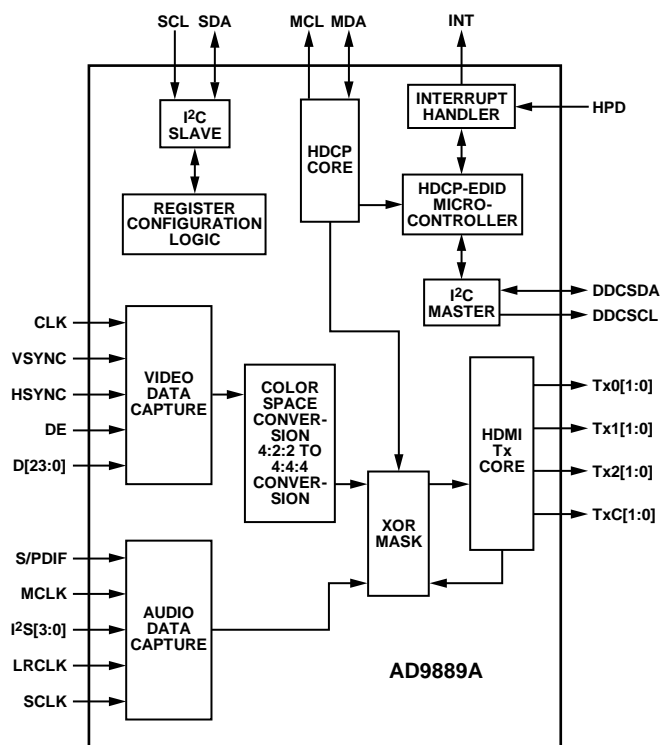 SCL SDA MCL MDA INT
HPD
I²C
SLAVE
REGISTER
CONFIGURATION
LOGIC
HDCP
CORE
INTERRUPT
HANDLER
HDCP-EDID
MICRO-
CONTROLLER
I²C
MASTER
DDCSDA
DDCSCL
CLK
VSYNC
HSYNC
DE
D[23:0]
VIDEO
DATA
CAPTURE
COLOR
SPACE
CONVER-
SION
4:2:2 TO
4:4:4
CONVER-
SION
XOR
MASK
HDMI
Tx
CORE
Tx0[1:0]
Tx1[1:0]
Tx2[1:0]
TxC[1:0]
S/PDIF
MCLK
I²S[3:0]
LRCLK
SCLK
AUDIO
DATA
CAPTURE
AD9889A